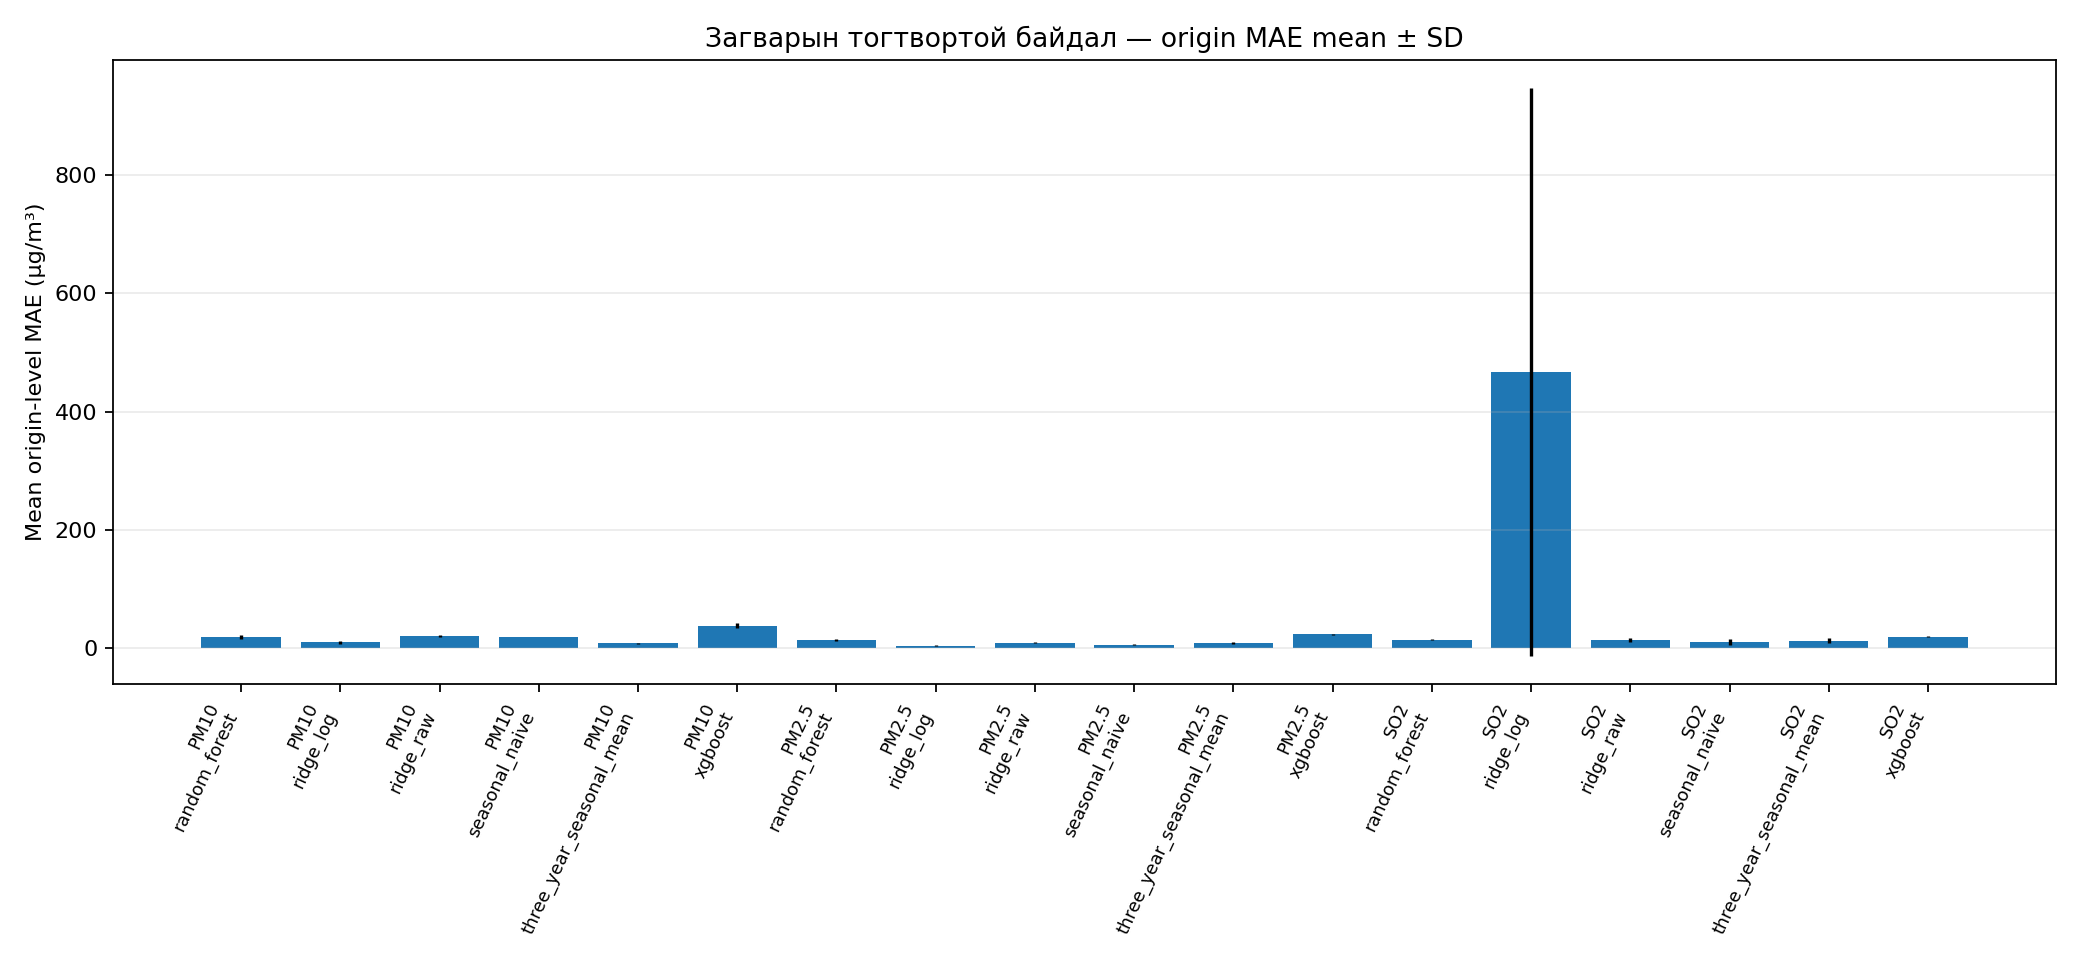 Загварын тогтвортой байдал — origin MAE mean ± SD
Mean origin-level MAE (µg/m³)
800
600
400
200
0
PM10
random_forest
PM10
ridge_log
PM10
ridge_raw
PM10
seasonal_naive
PM10
three_year_seasonal_mean
PM10
xgboost
PM2.5
random_forest
PM2.5
ridge_log
PM2.5
ridge_raw
PM2.5
seasonal_naive
PM2.5
three_year_seasonal_mean
PM2.5
xgboost
SO2
random_forest
SO2
ridge_log
SO2
ridge_raw
SO2
seasonal_naive
SO2
three_year_seasonal_mean
SO2
xgboost